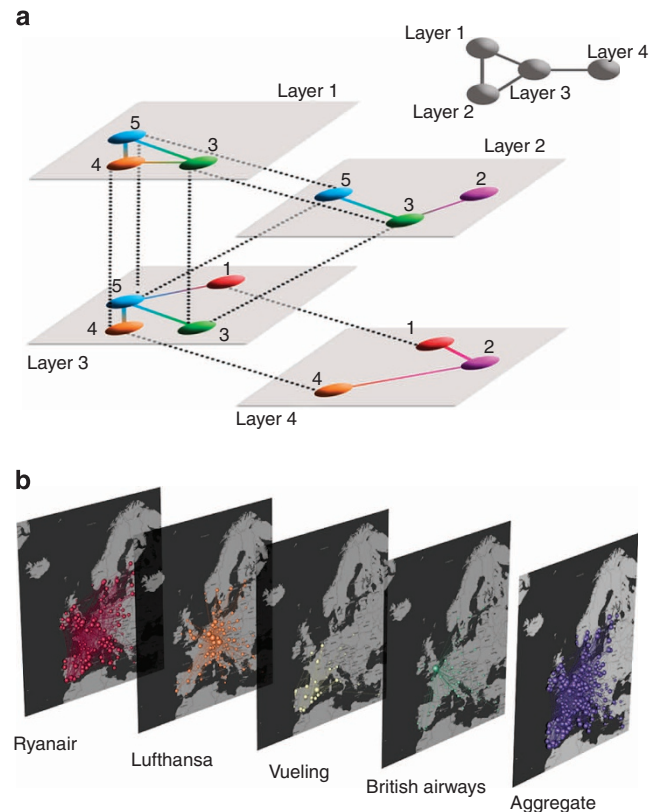 a
Layer 1
Layer 4
Layer 3
Layer 2
Layer 1
5
3
4
Layer 2
5
2
3
1
5
4
3
Layer 3
1
2
4
Layer 4
b
Ryanair
Lufthansa
Vueling
British airways
Aggregate